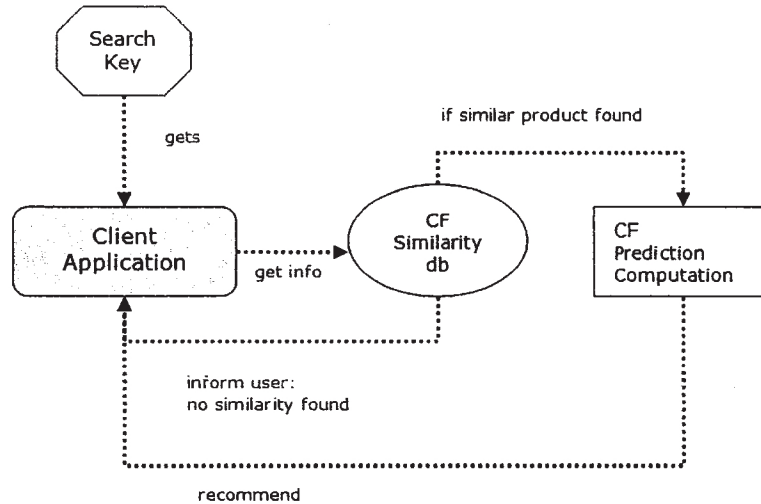 Search
Key
gets
if similar product found
Client
Application
get info
CF
Similarity
db
CF
Prediction
Computation
inform user:
no similarity found
recommend